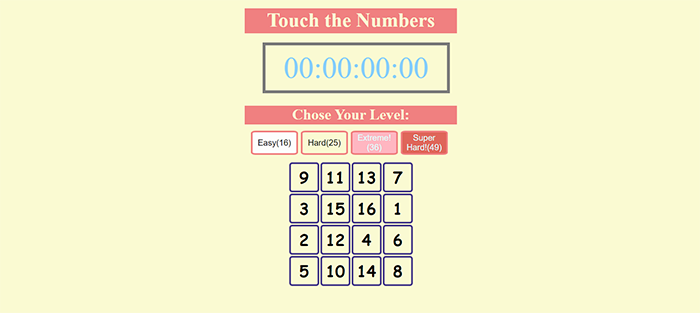 Touch the Numbers
00:00:00:00
Chose Your Level:
Easy(16) Hard(25) Extreme!(36) Super Hard!(49)
9 11 13 7
3 15 16 1
2 12 4 6
5 10 14 8